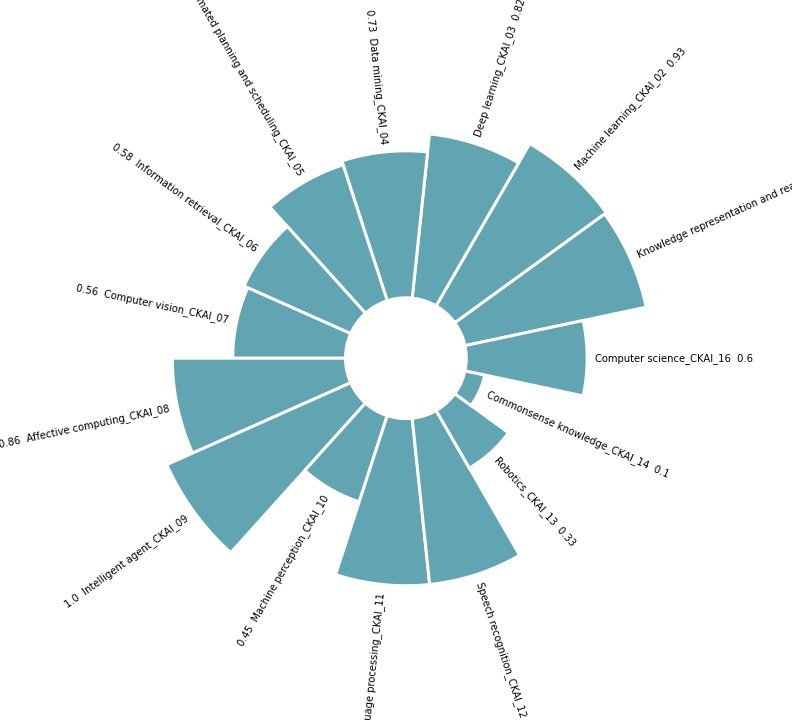 mated planning and scheduling_CKAI_05
0.73 Data mining_CKAI_04
Deep learning_CKAI_03 0.82
Machine learning_CKAI_02 0.93
0.58 Information retrieval_CKAI_06
Knowledge representation and rea
0.56 Computer vision_CKAI_07
Computer science_CKAI_16 0.6
0.86 Affective computing_CKAI_08
Commonsense knowledge_CKAI_14 0.1
1.0 Intelligent agent_CKAI_09
0.45 Machine perception_CKAI_10
Robotics_CKAI_13 0.33
uage processing_CKAI_11
Speech recognition_CKAI_12